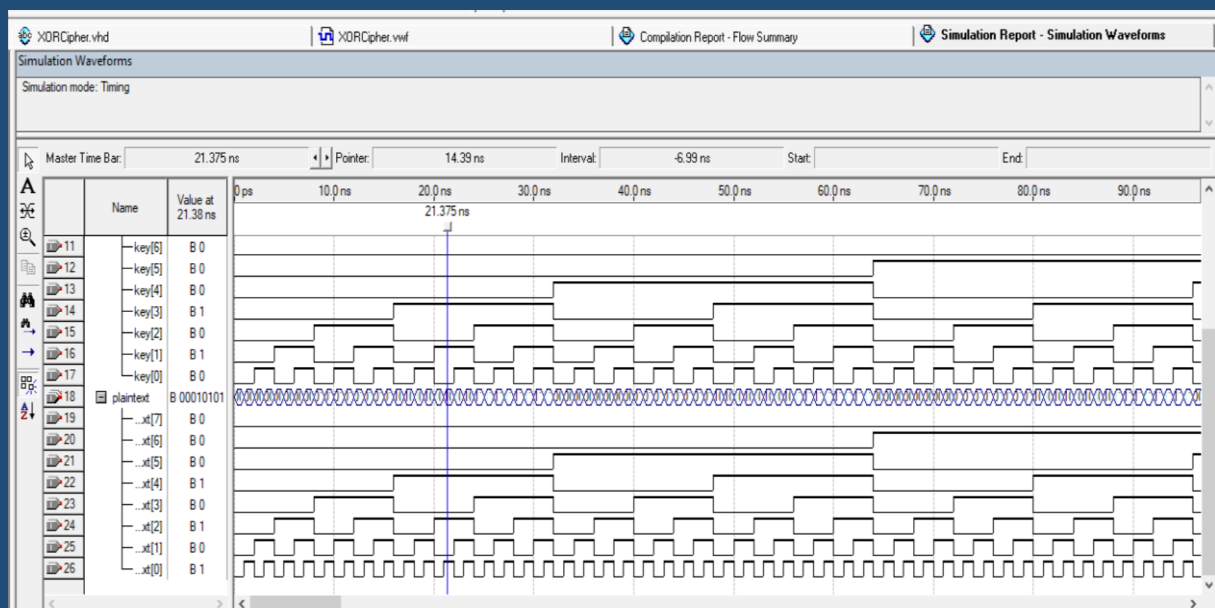 XORCipher.vhd XORCipher.vwf Compilation Report - Flow Summary Simulation Report - Simulation Waveforms
Simulation Waveforms
Simulation mode: Timing
Master Time Bar: 21.375 ns Pointer: 14.39 ns Interval: -6.99 ns Start: End:
Name Value at 21.38 ns 0 ps 10.0 ns 20.0 ns 30.0 ns 40.0 ns 50.0 ns 60.0 ns 70.0 ns 80.0 ns 90.0 ns
21.375 ns
11 key[6] B 0
12 key[5] B 0
13 key[4] B 0
14 key[3] B 1
15 key[2] B 0
16 key[1] B 1
17 key[0] B 0
18 plaintext B 00010101
19 ...xt[7] B 0
20 ...xt[6] B 0
21 ...xt[5] B 0
22 ...xt[4] B 1
23 ...xt[3] B 0
24 ...xt[2] B 1
25 ...xt[1] B 0
26 ...xt[0] B 1